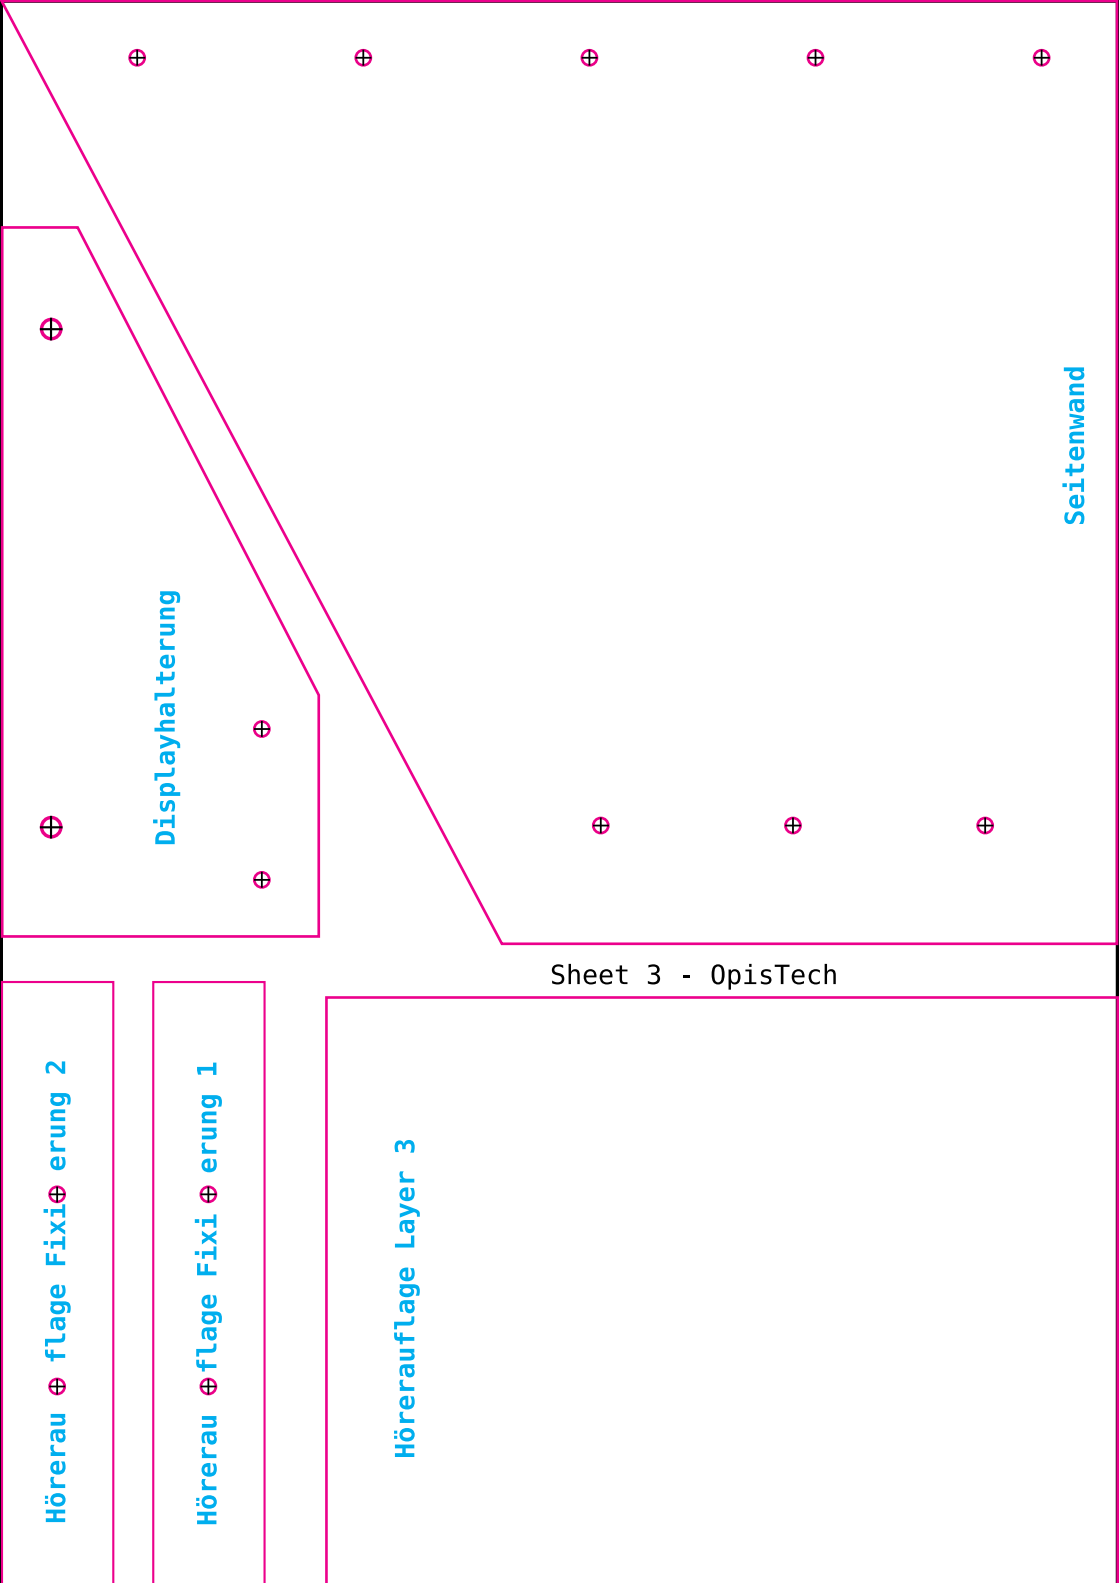 Seitenwand
Displayhalterung
Sheet 3 - OpisTech
Hörerau flage Fixi erung 2
Hörerau flage Fixi erung 1
Hörerauflage Layer 3